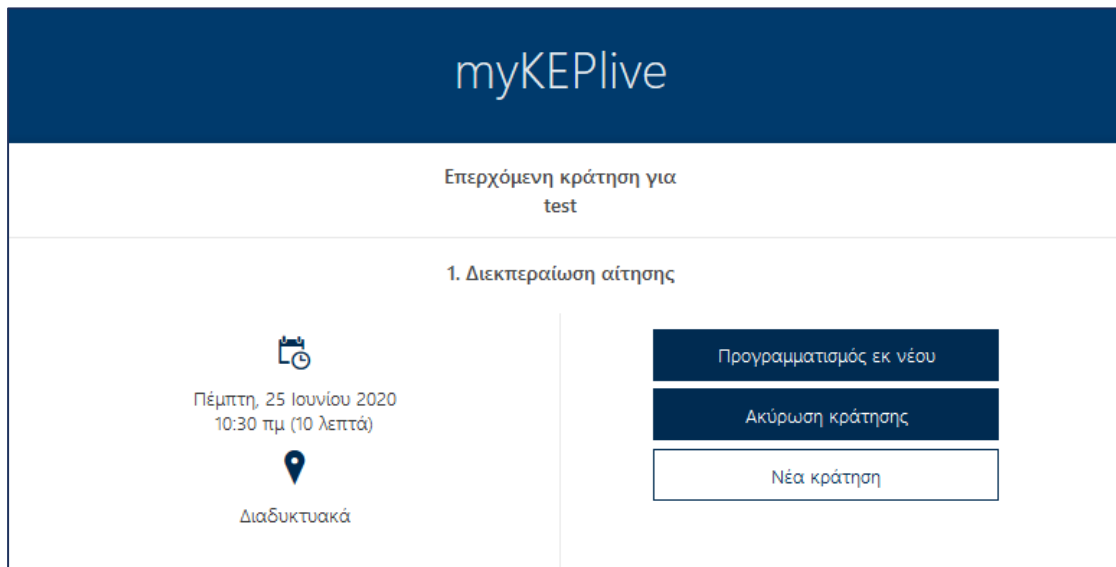 myKEPlive
Επερχόμενη κράτηση για
test
1. Διεκπεραίωση αίτησης
Πέμπτη, 25 Ιουνίου 2020
10:30 πμ (10 λεπτά)
Διαδυκτυακά
Προγραμματισμός εκ νέου
Ακύρωση κράτησης
Νέα κράτηση